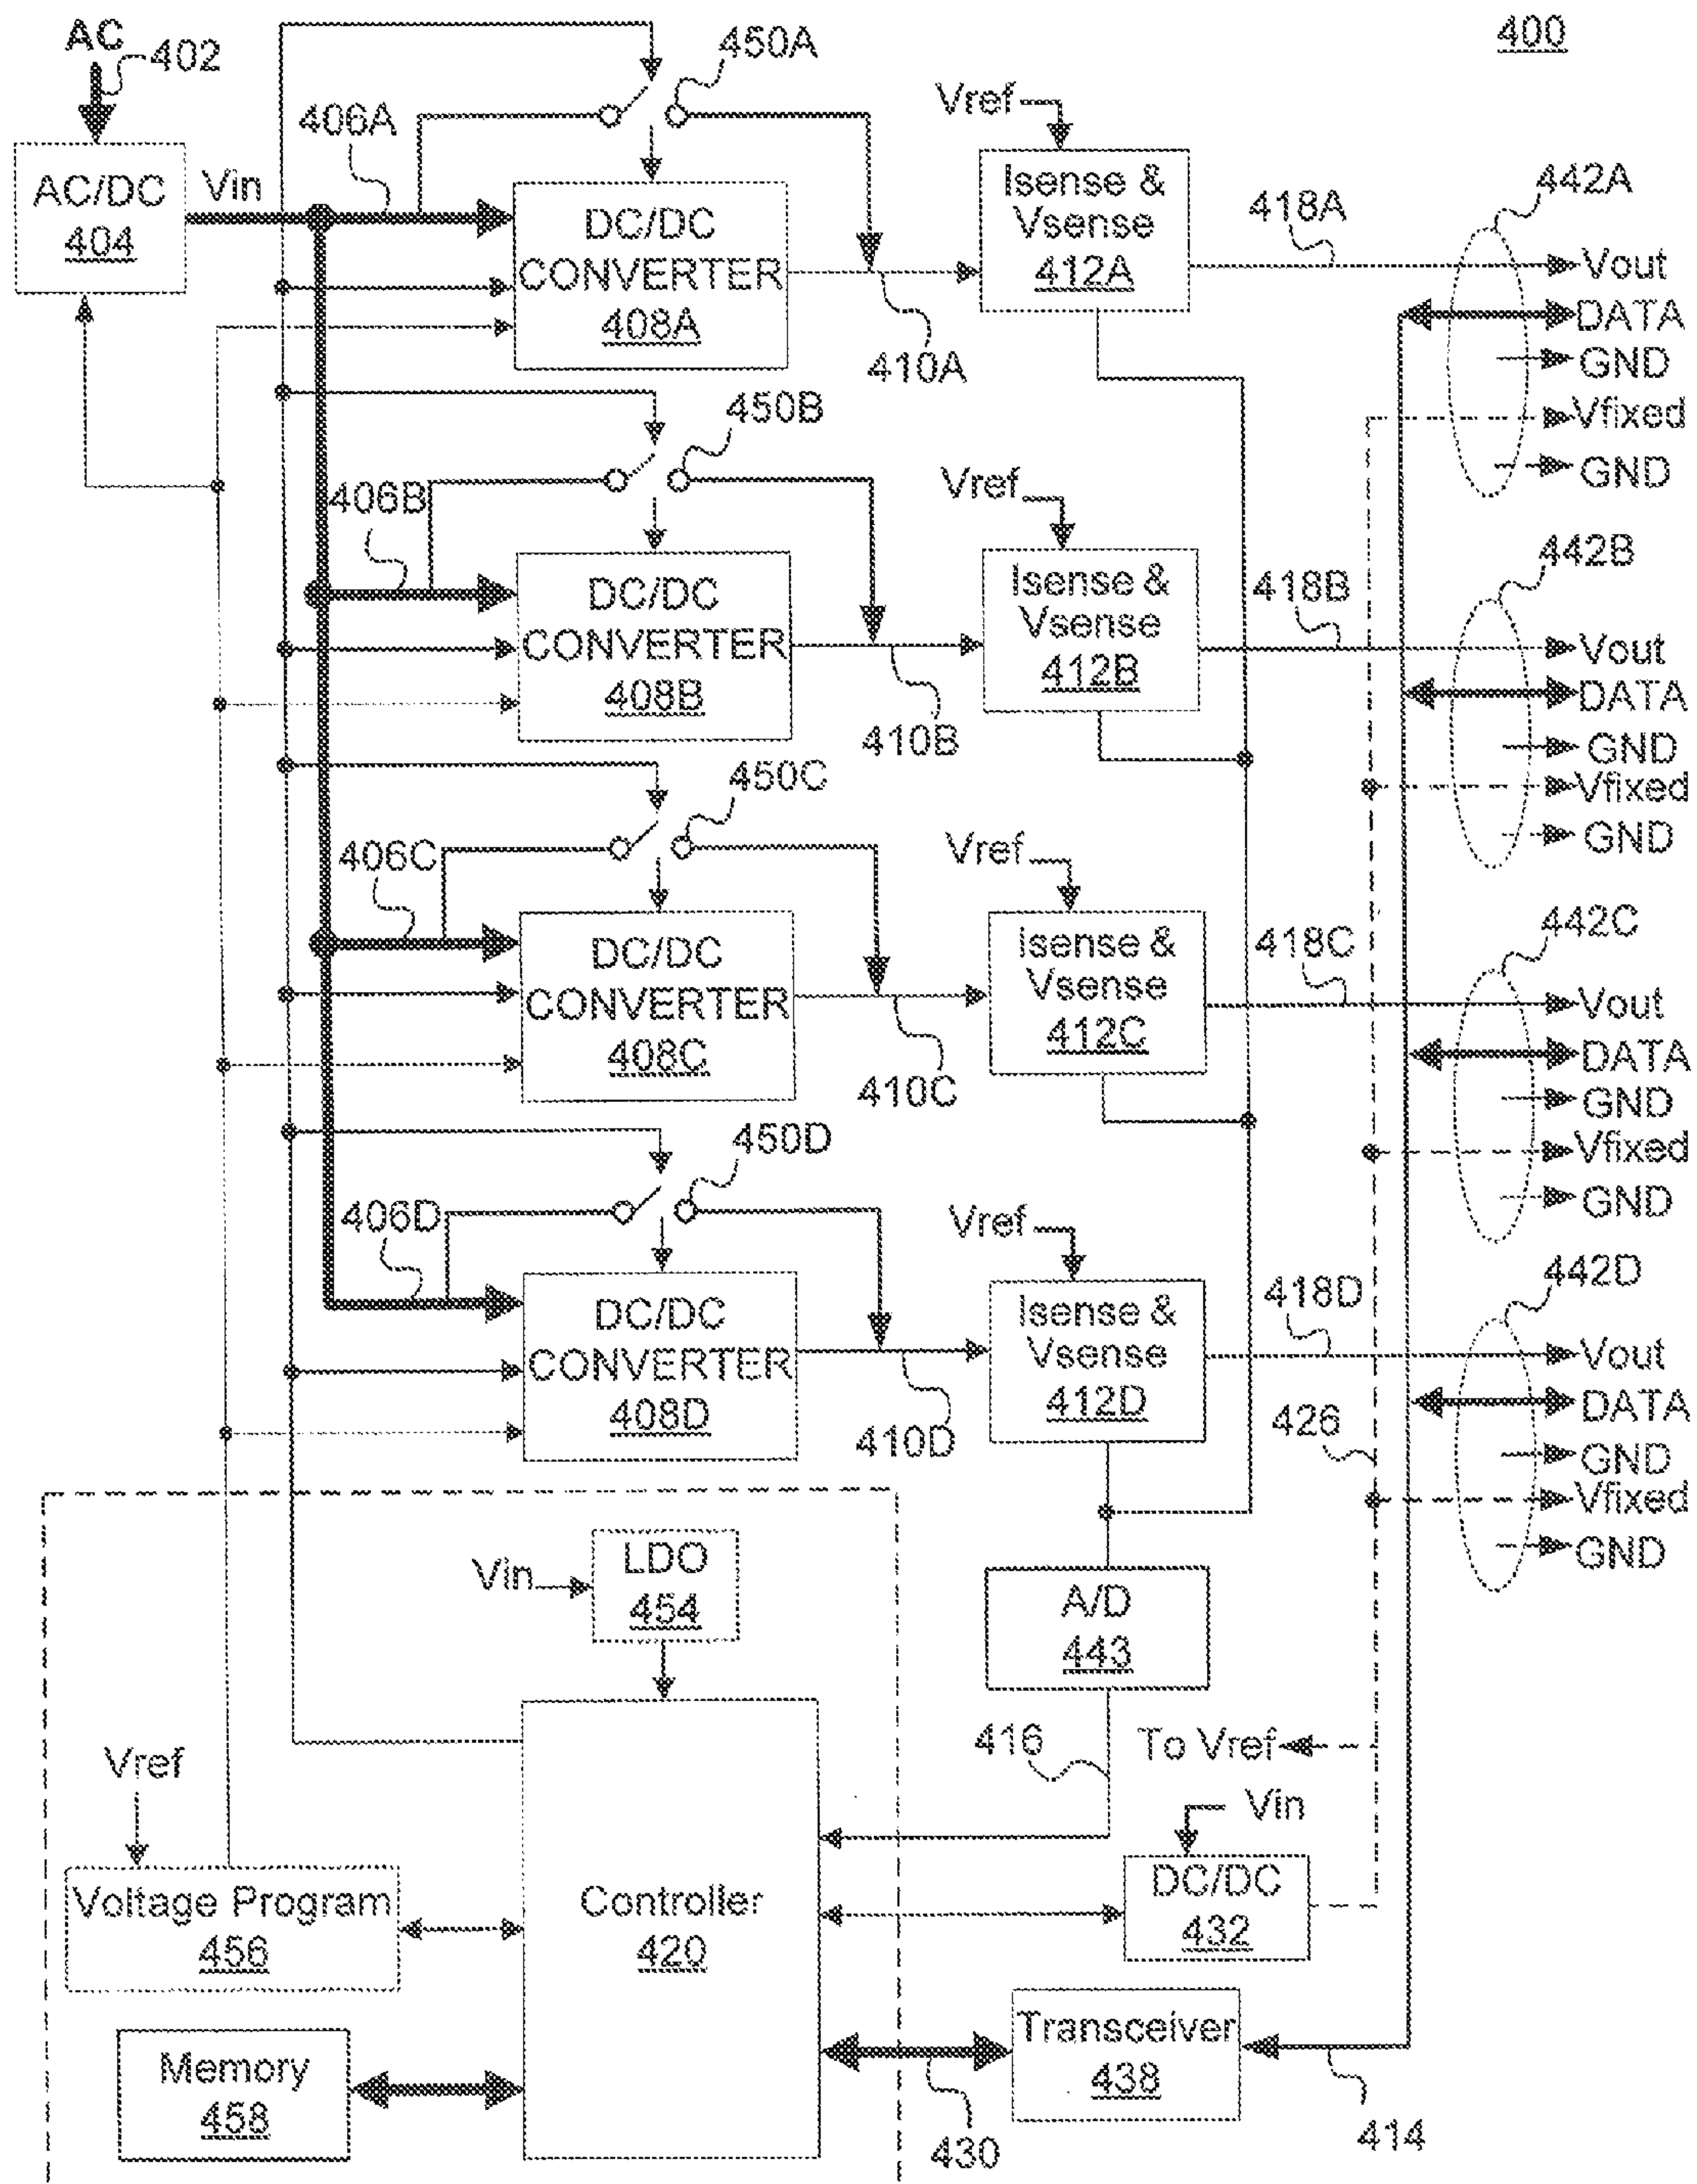 400
AC
402
AC/DC
404
Vin
406A
450A
DC/DC
CONVERTER
408A
410A
Vref
Isense &
Vsense
412A
418A
442A
Vout
DATA
GND
Vfixed
GND
406B
450B
DC/DC
CONVERTER
408B
410B
Vref
Isense &
Vsense
412B
418B
442B
Vout
DATA
GND
Vfixed
GND
406C
450C
DC/DC
CONVERTER
408C
410C
Vref
Isense &
Vsense
412C
418C
442C
Vout
DATA
GND
Vfixed
GND
406D
450D
DC/DC
CONVERTER
408D
410D
Vref
Isense &
Vsense
412D
418D
442D
Vout
DATA
GND
Vfixed
GND
426
Vin
LDO
454
A/D
443
416
To Vref
Vin
DC/DC
432
Vref
Voltage Program
456
Controller
420
Memory
458
Transceiver
438
430
414